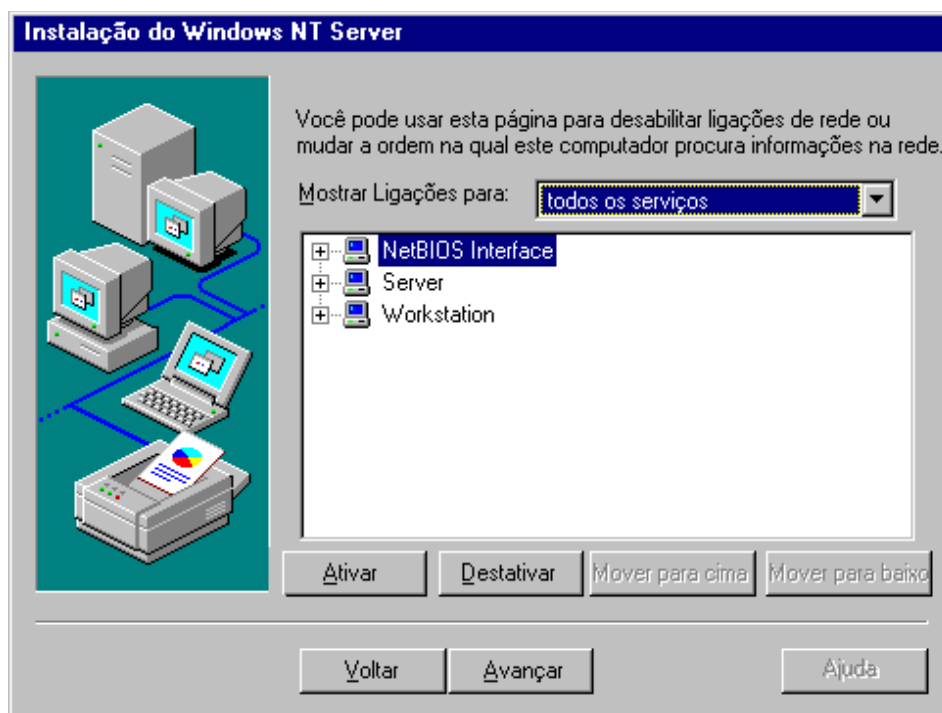 Instalação do Windows NT Server
Você pode usar esta página para desabilitar ligações de rede ou
mudar a ordem na qual este computador procura informações na rede.
Mostrar Ligações para: todos os serviços
NetBIOS Interface
Server
Workstation
Ativar Destativar Mover para cima Mover para baixo
Voltar Avançar Ajuda